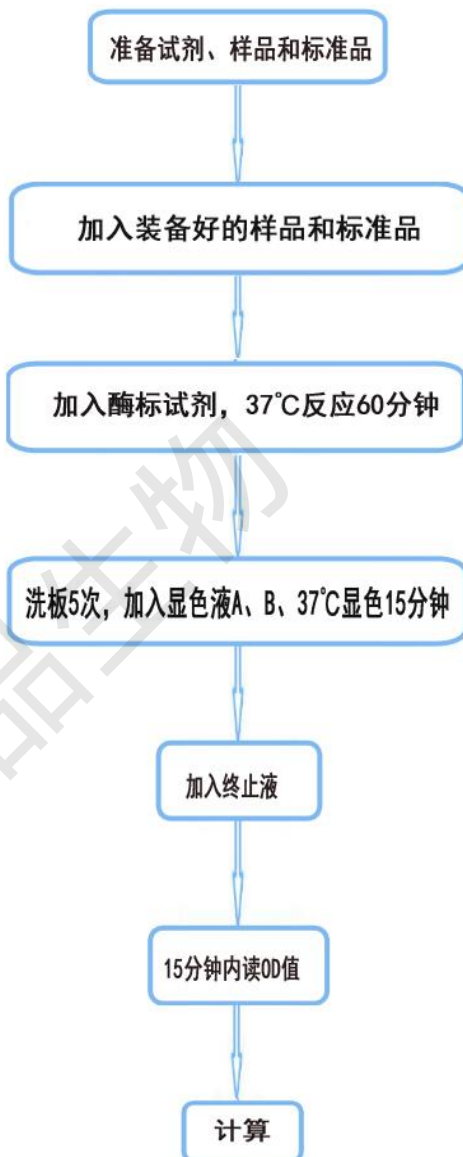 准备试剂、样品和标准品
加入装备好的样品和标准品
加入酶标试剂，37℃反应60分钟
洗板5次，加入显色液A、B、37℃显色15分钟
加入终止液
15分钟内读OD值
计算
品生物